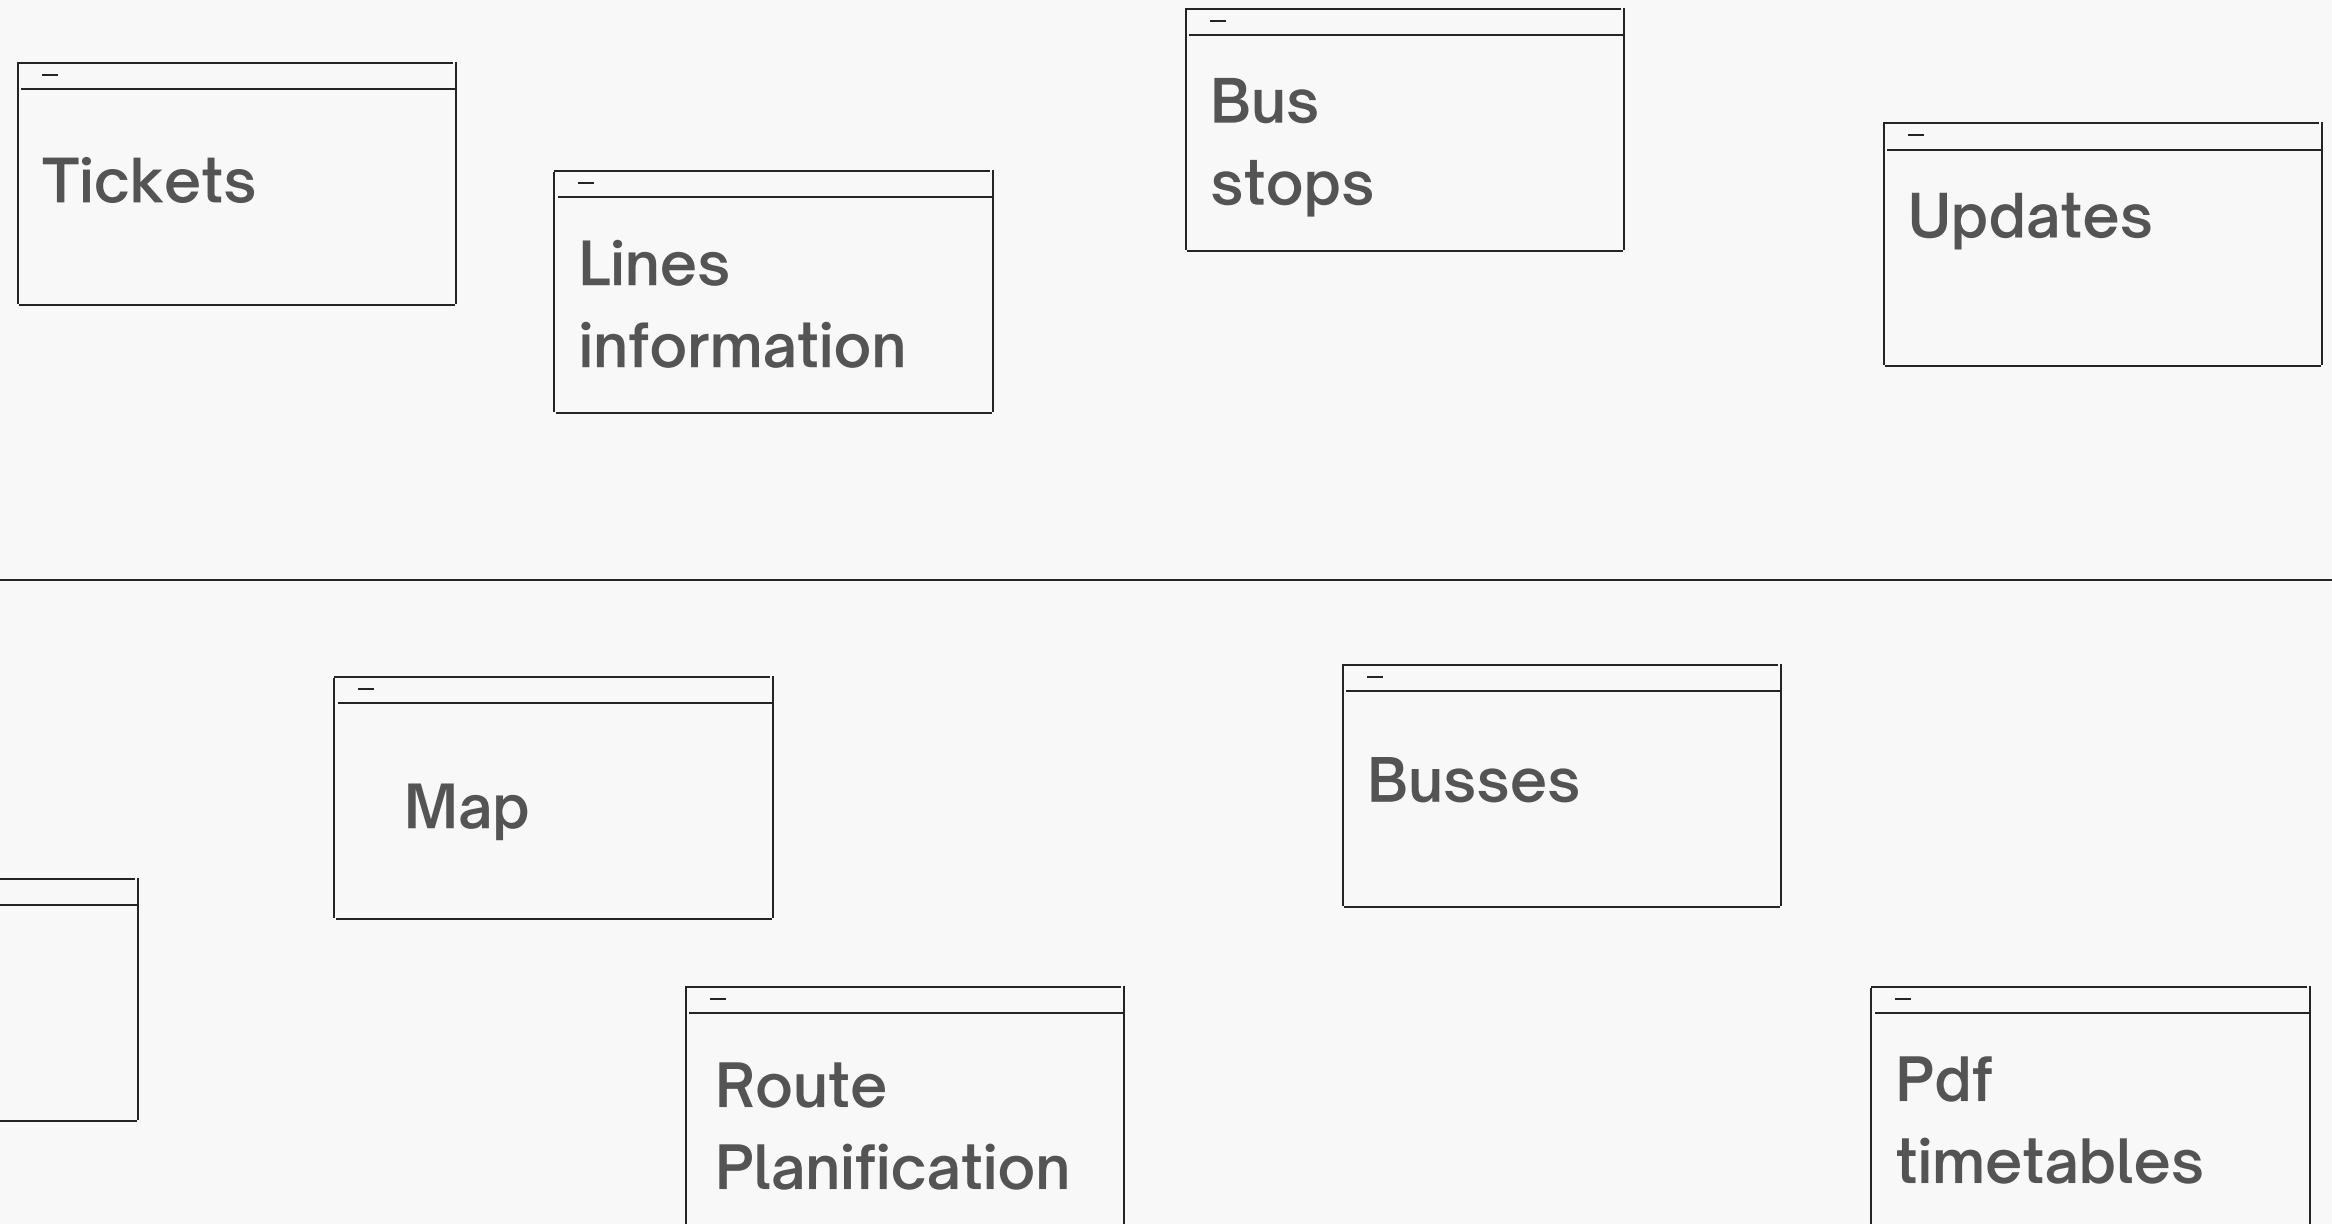 Tickets
Lines
information
Bus
stops
Updates
Map
Busses
Route
Planification
Pdf
timetables